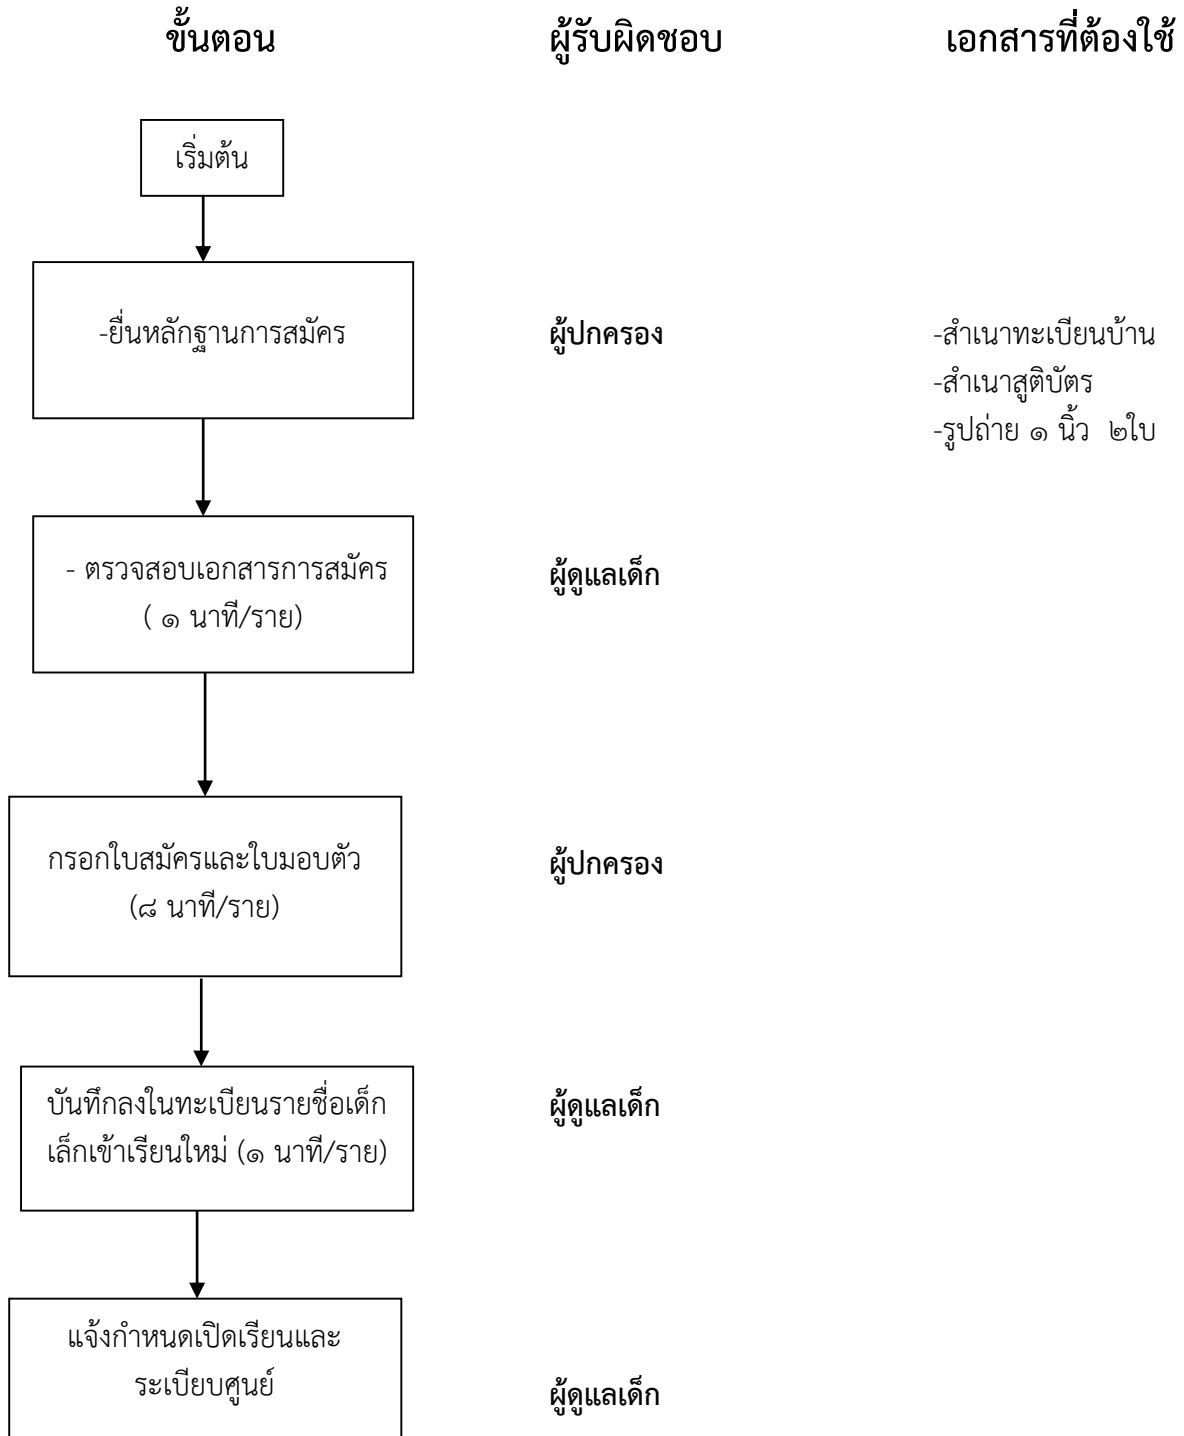 ขั้นตอน ผู้รับผิดชอบ เอกสารที่ต้องใช้
เริ่มต้น
-ยื่นหลักฐานการสมัคร ผู้ปกครอง -สำเนาทะเบียนบ้าน
-สำเนาสูติบัตร
-รูปถ่าย ๑ นิ้ว ๒ใบ
- ตรวจสอบเอกสารการสมัคร ผู้ดูแลเด็ก
( ๑ นาที/ราย)
กรอกใบสมัครและใบมอบตัว ผู้ปกครอง
(๘ นาที/ราย)
บันทึกลงในทะเบียนรายชื่อเด็ก ผู้ดูแลเด็ก
เล็กเข้าเรียนใหม่ (๑ นาที/ราย)
แจ้งกำหนดเปิดเรียนและ
ระเบียบศูนย์ ผู้ดูแลเด็ก